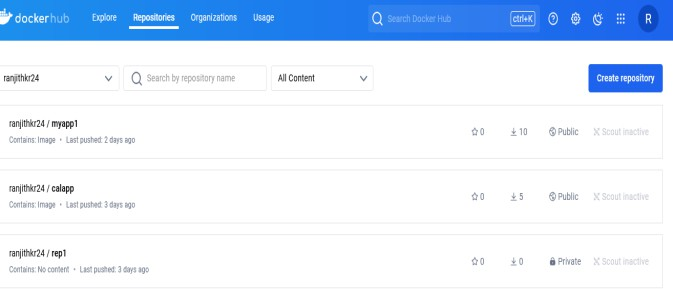 dockerhub Explore Repositories Organizations Usage Search Docker Hub ctrl+K R
ranjithkr24 Search by repository name All Content Create repository
ranjithkr24 / myapp1
Contains: Image • Last pushed: 2 days ago
0 10 Public Scout inactive
ranjithkr24 / calapp
Contains: Image • Last pushed: 3 days ago
0 5 Public Scout inactive
ranjithkr24 / rep1
Contains: No content • Last pushed: 3 days ago
0 0 Private Scout inactive